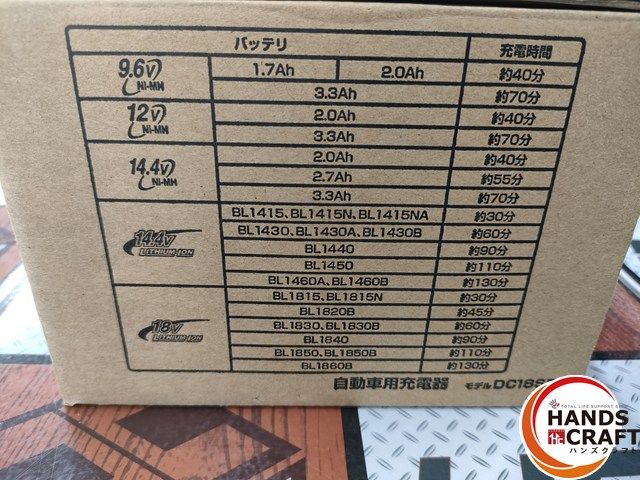 バッテリ 充電時間
9.6V Ni-MH 1.7Ah 2.0Ah 約40分
3.3Ah 約70分
12V Ni-MH 2.0Ah 約40分
3.3Ah 約70分
14.4V Ni-MH 2.0Ah 約40分
2.7Ah 約55分
3.3Ah 約70分
14.4V LITHIUM-ION BL1415、BL1415N、BL1415NA 約30分
BL1430、BL1430A、BL1430B 約60分
BL1440 約90分
BL1450 約110分
BL1460A、BL1460B 約130分
18V LITHIUM-ION BL1815、BL1815N 約30分
BL1820B 約45分
BL1830、BL1830B 約60分
BL1840 約90分
BL1850、BL1850B 約110分
BL1860B 約130分
自動車用充電器 モデル DC18S
TOTAL LIFE SUPPORT
HANDS
CRAFT
ハンズクラフト